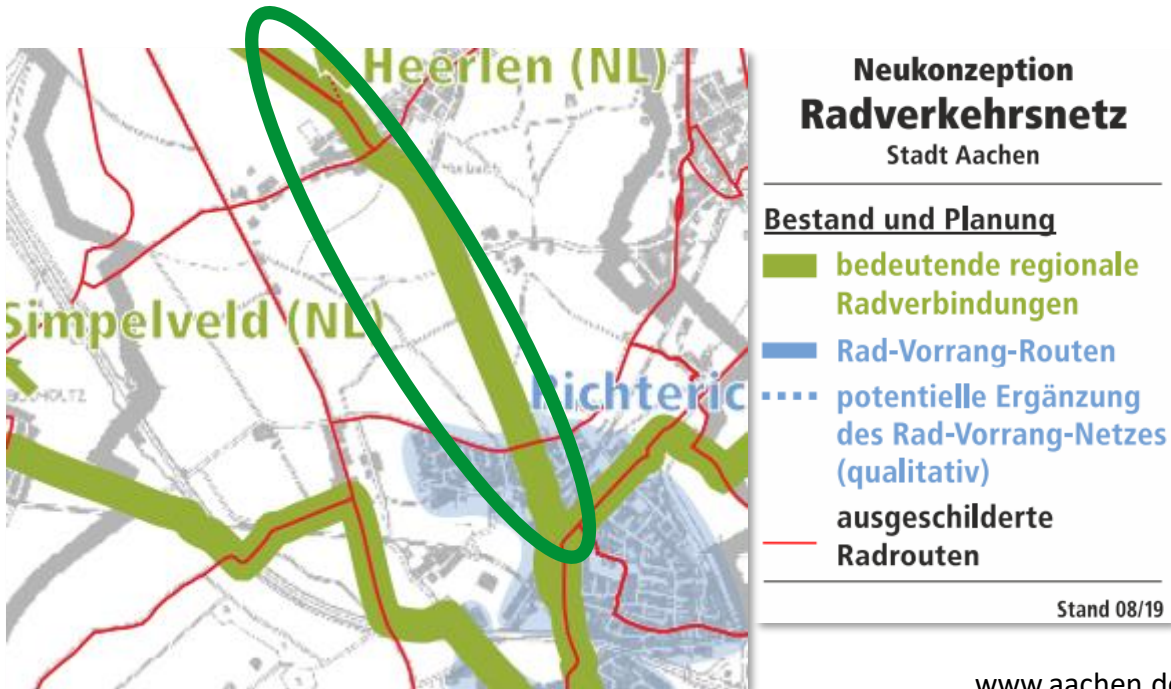 Heerlen (NL)
Simpelveld (NL)
Richteric
Neukonzeption
Radverkehrsnetz
Stadt Aachen
Bestand und Planung
bedeutende regionale
Radverbindungen
Rad-Vorrang-Routen
potentielle Ergänzung
des Rad-Vorrang-Netzes
(qualitativ)
ausgeschilderte
Radrouten
Stand 08/19
www.aachen.de